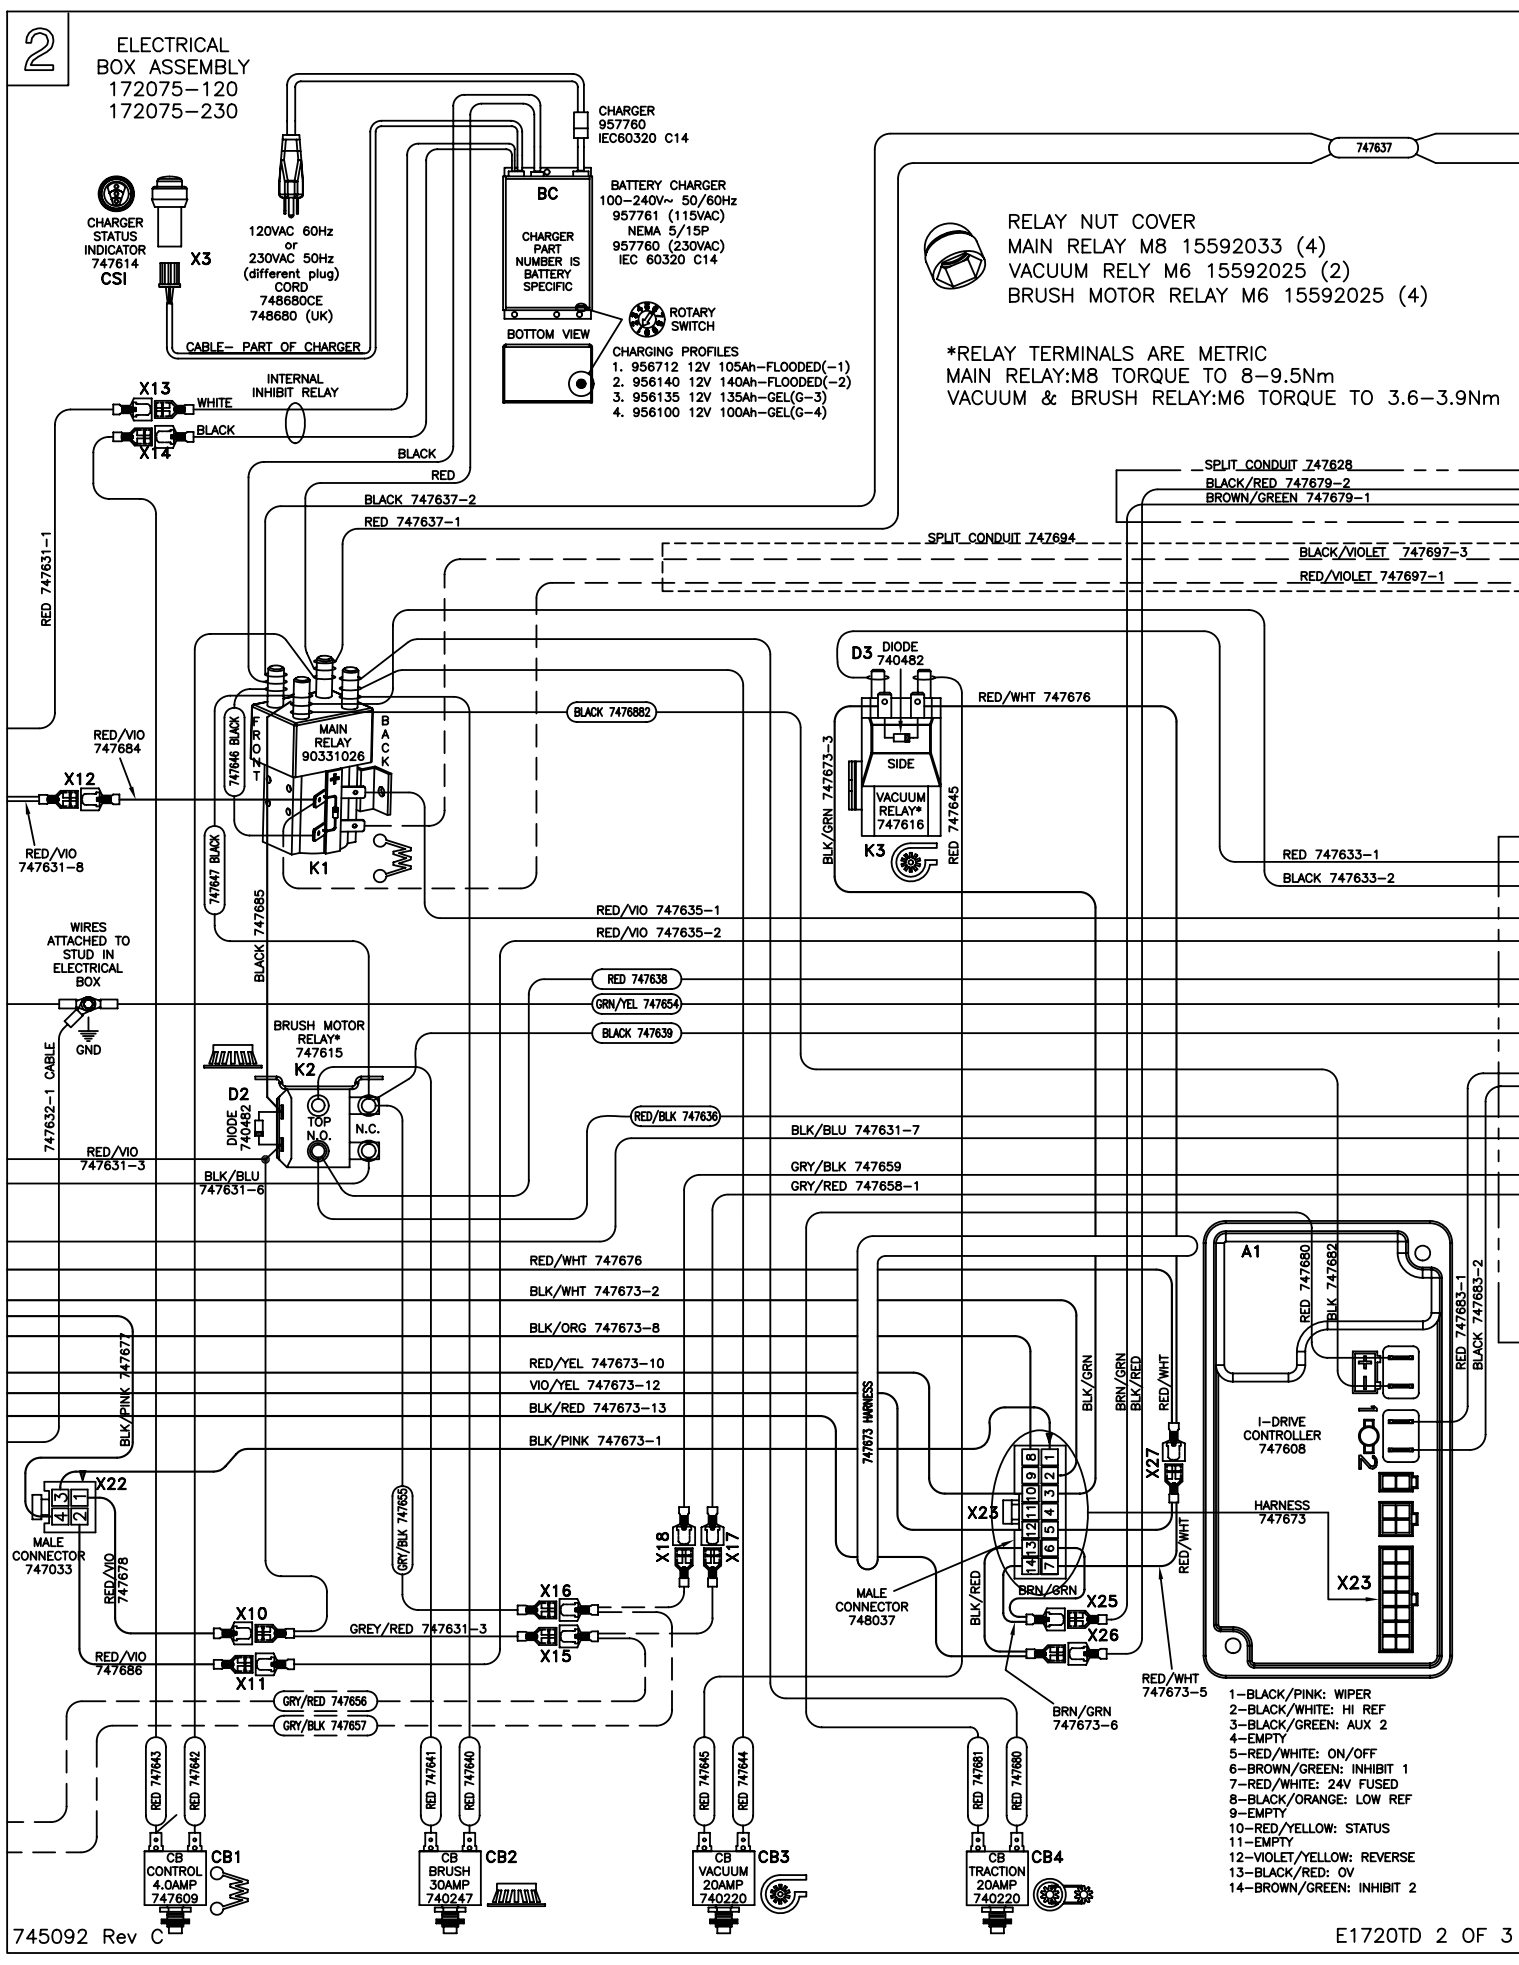 2
ELECTRICAL
BOX ASSEMBLY
172075-120
172075-230
CHARGER
957760
IEC60320 C14
747637
BC
CHARGER
PART
NUMBER IS
BATTERY
SPECIFIC
BATTERY CHARGER
100-240V~ 50/60Hz
957761 (115VAC)
NEMA 5/15P
957760 (230VAC)
IEC 60320 C14
CHARGER
STATUS
INDICATOR
747614
CSI
X3
120VAC 60Hz
or
230VAC 50Hz
(different plug)
CORD
748680CE
748680 (UK)
RELAY NUT COVER
MAIN RELAY M8 15592033 (4)
VACUUM RELY M6 15592025 (2)
BRUSH MOTOR RELAY M6 15592025 (4)
ROTARY
SWITCH
BOTTOM VIEW
CABLE- PART OF CHARGER
CHARGING PROFILES
1. 956712 12V 105Ah-FLOODED(-1)
2. 956140 12V 140Ah-FLOODED(-2)
3. 956135 12V 135Ah-GEL(G-3)
4. 956100 12V 100Ah-GEL(G-4)
*RELAY TERMINALS ARE METRIC
MAIN RELAY:M8 TORQUE TO 8-9.5Nm
VACUUM & BRUSH RELAY:M6 TORQUE TO 3.6-3.9Nm
INTERNAL
INHIBIT RELAY
X13
WHITE
BLACK
X14
BLACK
RED
BLACK 747637-2
RED 747637-1
SPLIT CONDUIT 747628
BLACK/RED 747679-2
BROWN/GREEN 747679-1
SPLIT CONDUIT 747694
BLACK/VIOLET 747697-3
RED/VIOLET 747697-1
RED 747631-1
D3
DIODE
740482
RED/WHT 747676
BLACK 7476882
FRONT
BACK
MAIN
RELAY
90331026
+
K1
747646 BLACK
747647 BLACK
RED/VIO
747684
X12
RED/VIO
747631-8
SIDE
VACUUM
RELAY*
747616
K3
BLK/GRN 747673-3
RED 747645
RED 747633-1
BLACK 747633-2
BLACK 747685
RED/VIO 747635-1
RED/VIO 747635-2
WIRES
ATTACHED TO
STUD IN
ELECTRICAL
BOX
GND
RED 747638
GRN/YEL 747654
BLACK 747639
747632-1 CABLE
BRUSH MOTOR
RELAY*
747615
K2
D2
DIODE
740482
TOP
N.O.
N.C.
RED/BLK 747636
BLK/BLU 747631-7
RED/VIO
747631-3
BLK/BLU
747631-6
GRY/BLK 747659
GRY/RED 747658-1
RED/WHT 747676
BLK/WHT 747673-2
BLK/ORG 747673-8
RED/YEL 747673-10
VIO/YEL 747673-12
BLK/RED 747673-13
BLK/PINK 747673-1
BLK/PINK 747677
747673 HARNESS
BLK/GRN
BRN/GRN
BLK/RED
RED/WHT
A1
RED 747680
BLK 747682
RED 747683-1
BLACK 747683-2
+
-
1
2
I-DRIVE
CONTROLLER
747608
X27
HARNESS
747673
X23
X22
3 1
4 2
MALE
CONNECTOR
747033
RED/VIO
747678
GRY/BLK 747655
X18
X17
X23
8 1
9 2
10 3
11 4
12 5
13 6
14 7
RED/WHT
BLK/RED
BRN/GRN
MALE
CONNECTOR
748037
X25
X26
X16
X10
GREY/RED 747631-3
X15
RED/VIO
747686
X11
RED/WHT
747673-5
BRN/GRN
747673-6
GRY/RED 747656
GRY/BLK 747657
1-BLACK/PINK: WIPER
2-BLACK/WHITE: HI REF
3-BLACK/GREEN: AUX 2
4-EMPTY
5-RED/WHITE: ON/OFF
6-BROWN/GREEN: INHIBIT 1
7-RED/WHITE: 24V FUSED
8-BLACK/ORANGE: LOW REF
9-EMPTY
10-RED/YELLOW: STATUS
11-EMPTY
12-VIOLET/YELLOW: REVERSE
13-BLACK/RED: 0V
14-BROWN/GREEN: INHIBIT 2
RED 747643
RED 747642
RED 747641
RED 747640
RED 747645
RED 747644
RED 747681
RED 747680
CB
CONTROL
4.0AMP
747609
CB1
CB
BRUSH
30AMP
740247
CB2
CB
VACUUM
20AMP
740220
CB3
CB
TRACTION
20AMP
740220
CB4
745092 Rev C
E1720TD 2 OF 3